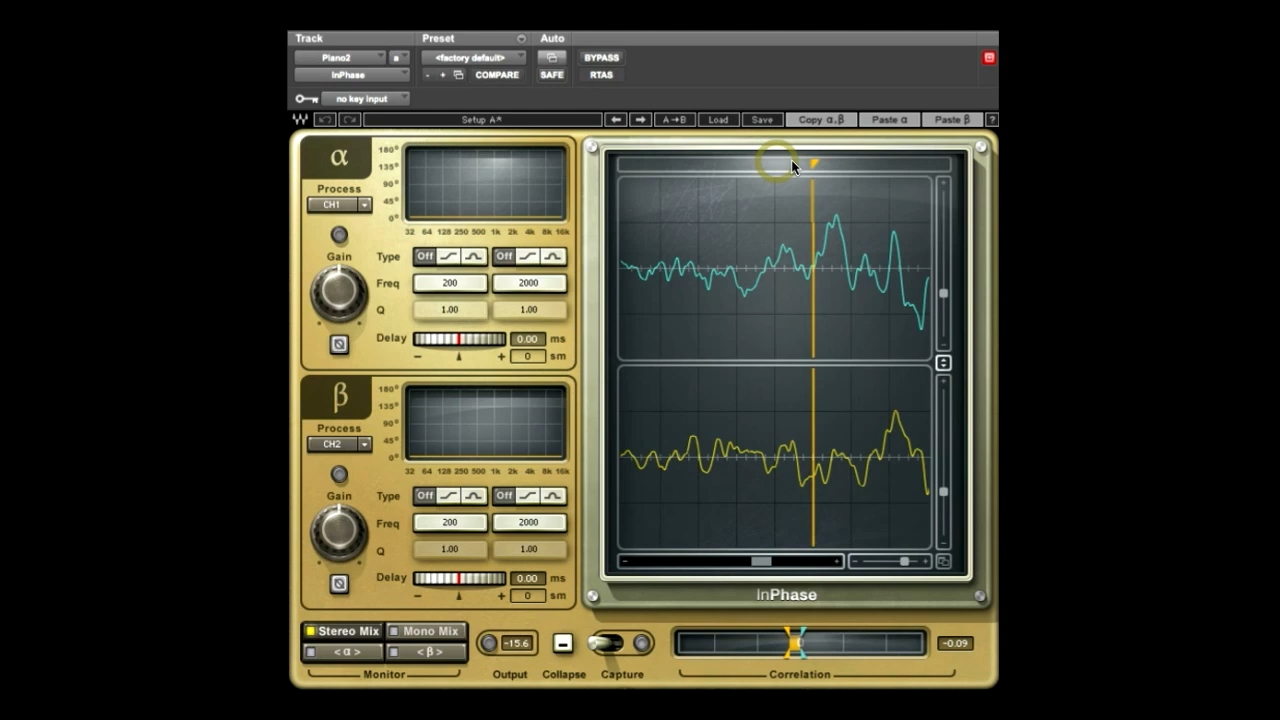 Track Preset Auto
Piano2 a <factory default> BYPASS
InPhase - + COMPARE SAFE RTAS
no key input
Setup A* A→B Load Save Copy α,β Paste α Paste β ?
α
Process
CH1
180°
135°
90°
45°
0°
32 64 128 250 500 1k 2k 4k 8k 16k
Gain
Type Off Off
Freq 200 2000
Q 1.00 1.00
Delay 0.00 ms
- + 0 sm
β
Process
CH2
180°
135°
90°
45°
0°
32 64 128 250 500 1k 2k 4k 8k 16k
Gain
Type Off Off
Freq 200 2000
Q 1.00 1.00
Delay 0.00 ms
- + 0 sm
InPhase
Stereo Mix Mono Mix
<α> <β>
-15.6
-0.09
Monitor Output Collapse Capture Correlation